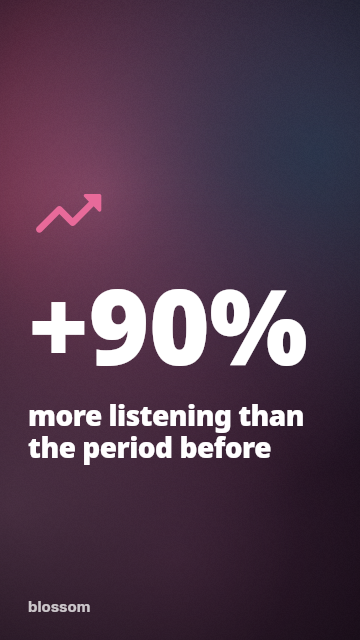 +90%
more listening than
the period before
blossom